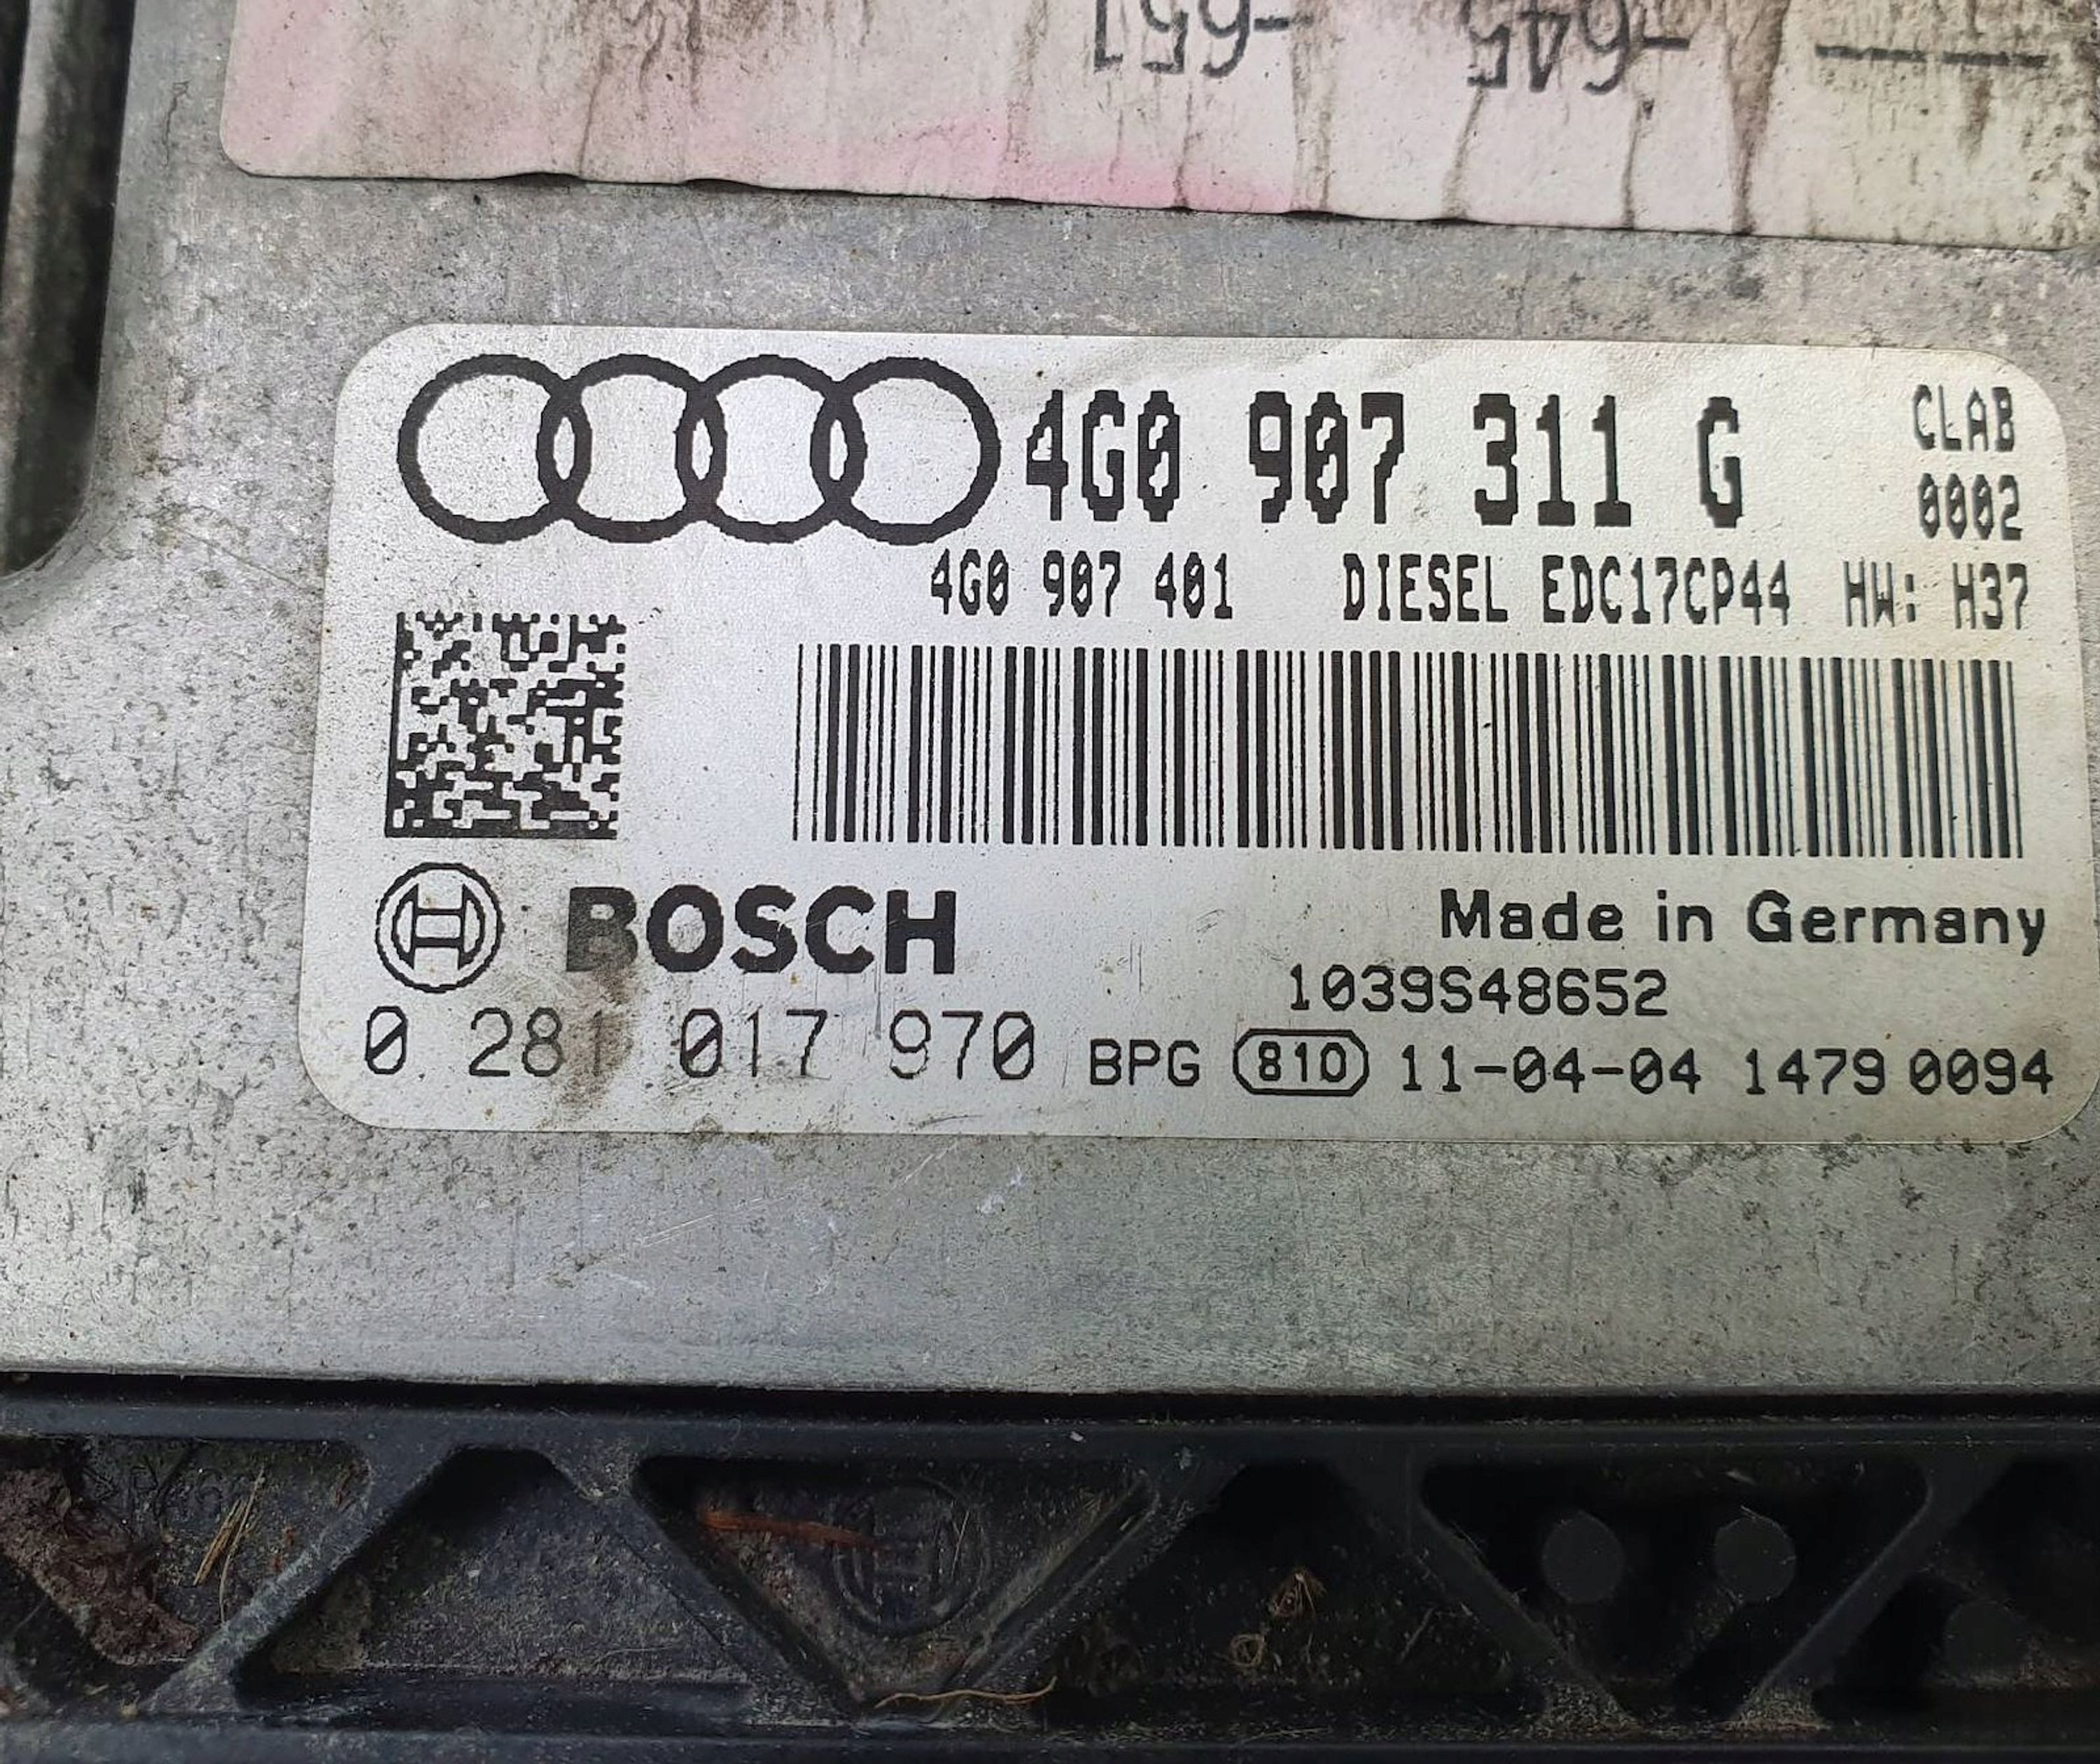 -645 -651
4G0 907 311 G CLAB
0002
4G0 907 401 DIESEL EDC17CP44 HW: H37
BOSCH Made in Germany
1039S48652
0 281 017 970 BPG 810 11-04-04 1479 0094